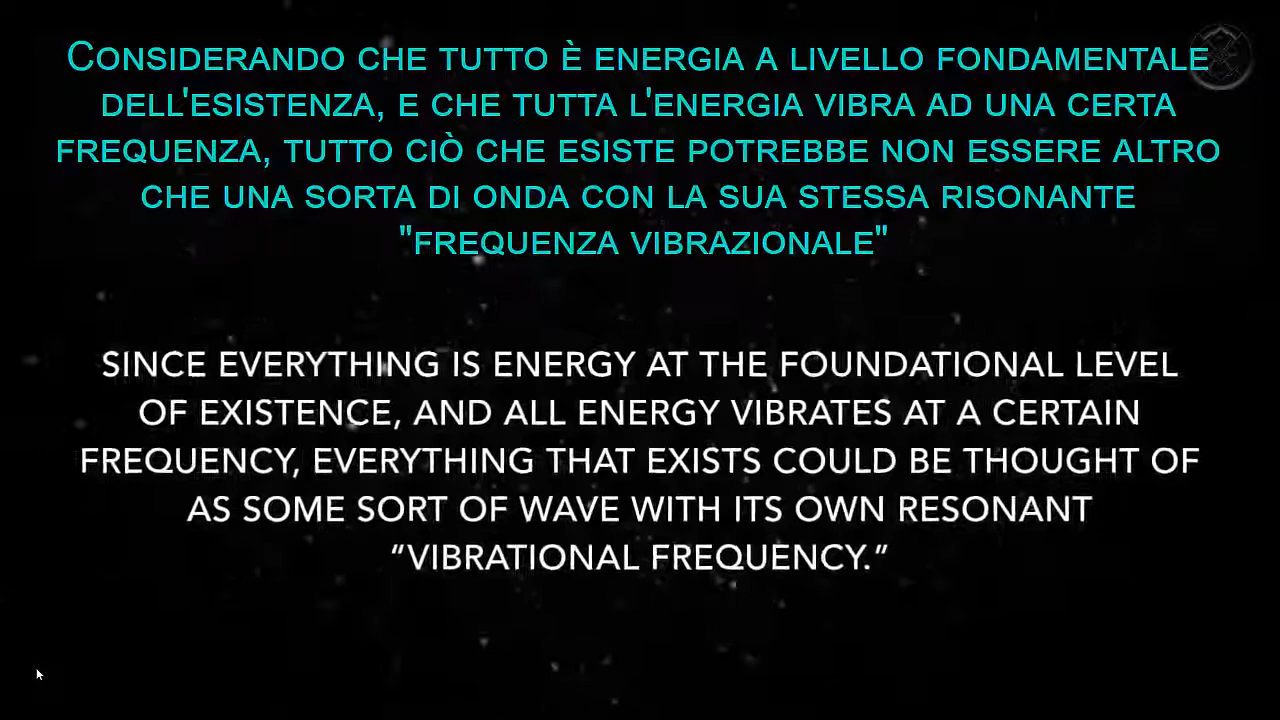 Considerando che tutto è energia a livello fondamentale
dell'esistenza, e che tutta l'energia vibra ad una certa
frequenza, tutto ciò che esiste potrebbe non essere altro
che una sorta di onda con la sua stessa risonante
"frequenza vibrazionale"
SINCE EVERYTHING IS ENERGY AT THE FOUNDATIONAL LEVEL
OF EXISTENCE, AND ALL ENERGY VIBRATES AT A CERTAIN
FREQUENCY, EVERYTHING THAT EXISTS COULD BE THOUGHT OF
AS SOME SORT OF WAVE WITH ITS OWN RESONANT
“VIBRATIONAL FREQUENCY.”